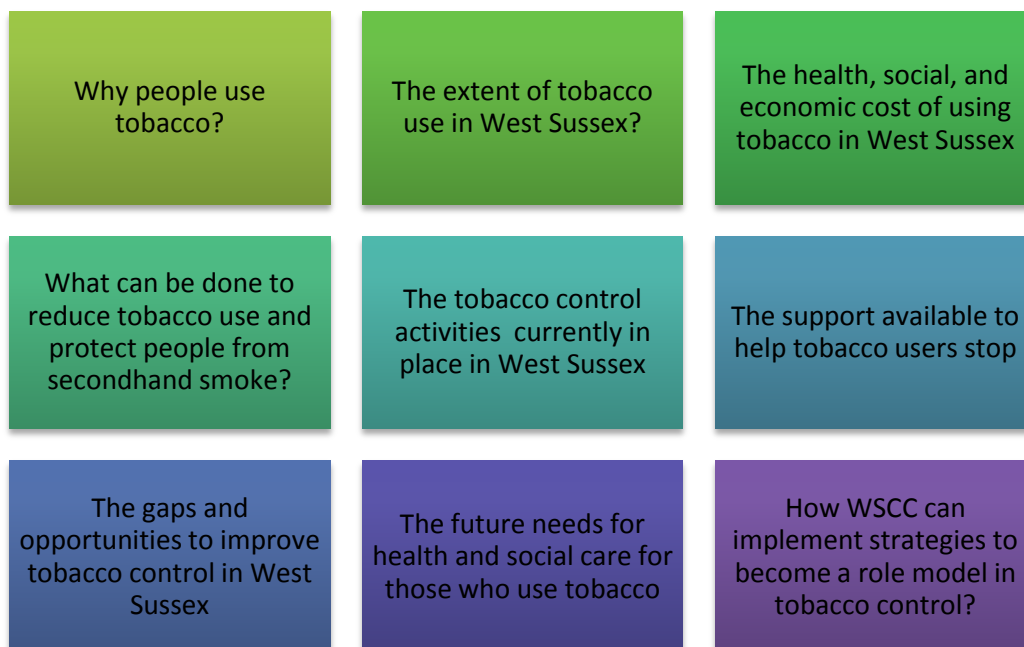 Why people use
tobacco?
The extent of tobacco
use in West Sussex?
The health, social, and
economic cost of using
tobacco in West Sussex
What can be done to
reduce tobacco use and
protect people from
secondhand smoke?
The tobacco control
activities  currently in
place in West Sussex
The support available to
help tobacco users stop
The gaps and
opportunities to improve
tobacco control in West
Sussex
The future needs for
health and social care for
those who use tobacco
How WSCC can
implement strategies to
become a role model in
tobacco control?